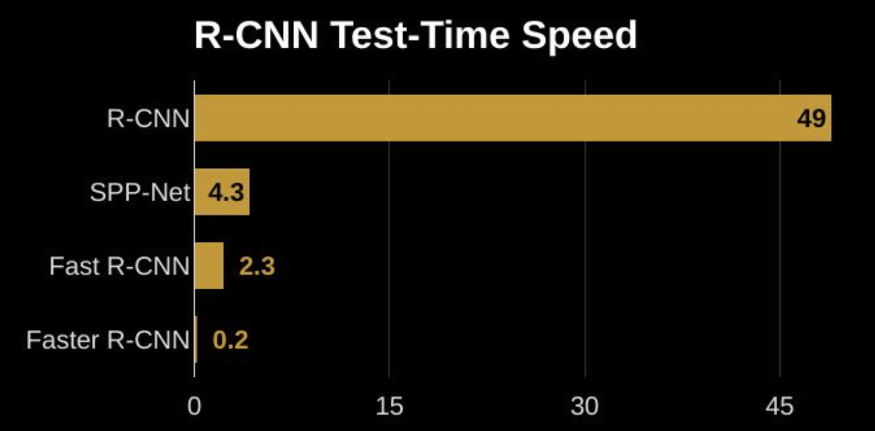 R-CNN Test-Time Speed
R-CNN 49
SPP-Net 4.3
Fast R-CNN 2.3
Faster R-CNN 0.2
0 15 30 45